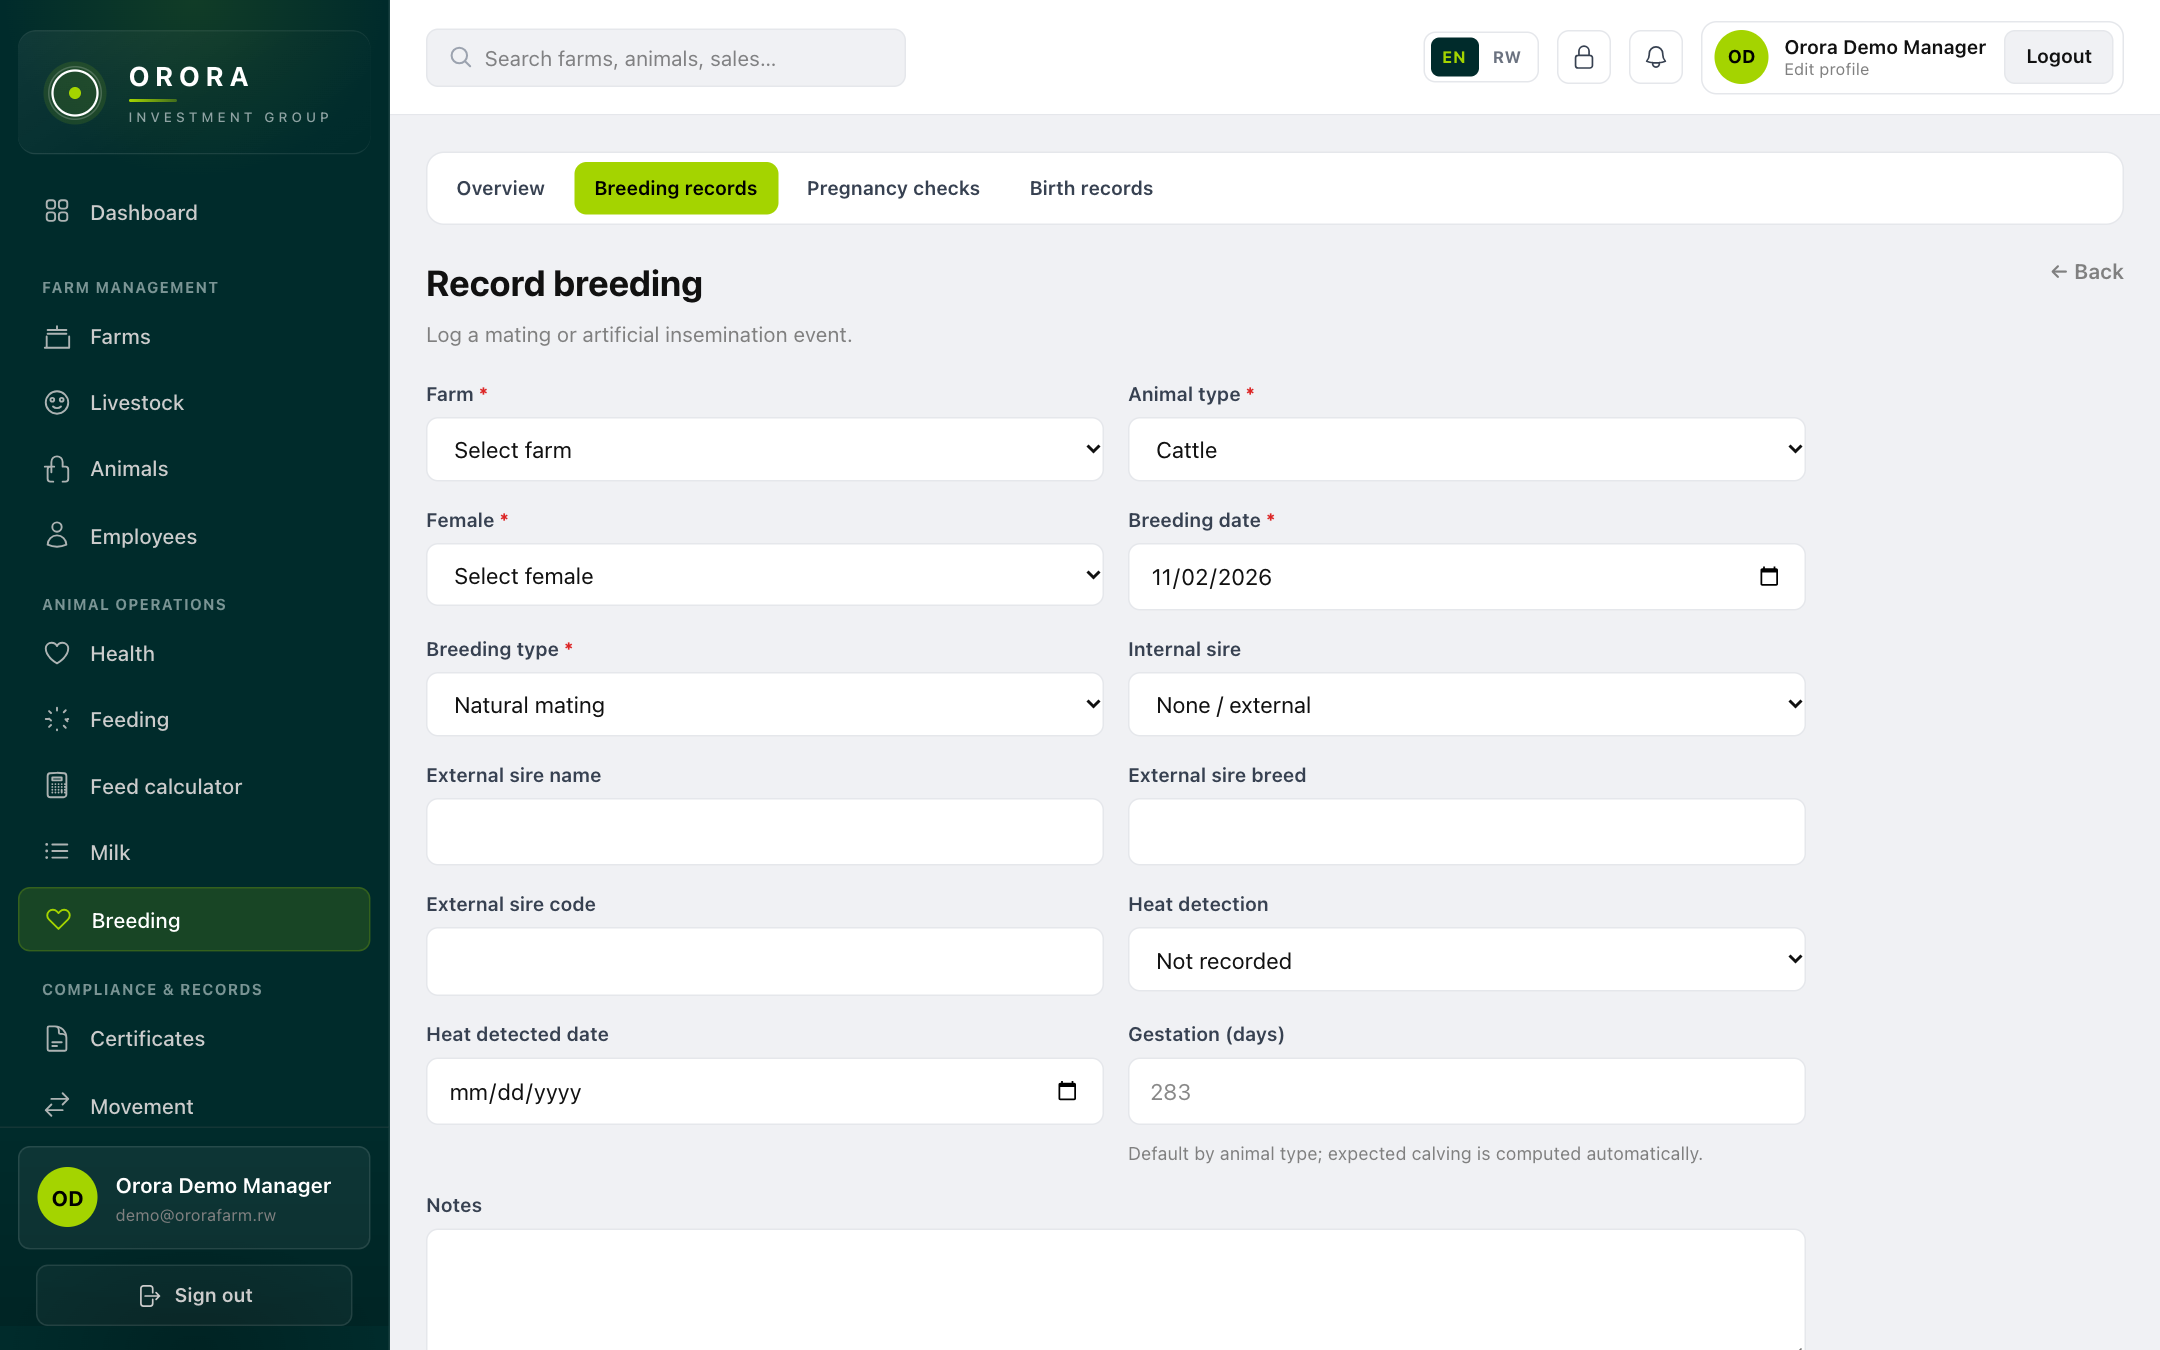 ORORA
INVESTMENT GROUP
Dashboard
FARM MANAGEMENT
Farms
Livestock
Animals
Employees
ANIMAL OPERATIONS
Health
Feeding
Feed calculator
Milk
Breeding
COMPLIANCE & RECORDS
Certificates
Movement
OD
Orora Demo Manager
demo@ororafarm.rw
Sign out
Search farms, animals, sales...
EN RW
OD
Orora Demo Manager
Edit profile
Logout
Overview Breeding records Pregnancy checks Birth records
Record breeding
← Back
Log a mating or artificial insemination event.
Farm *
Select farm
Animal type *
Cattle
Female *
Select female
Breeding date *
11/02/2026
Breeding type *
Natural mating
Internal sire
None / external
External sire name
External sire breed
External sire code
Heat detection
Not recorded
Heat detected date
mm/dd/yyyy
Gestation (days)
283
Default by animal type; expected calving is computed automatically.
Notes